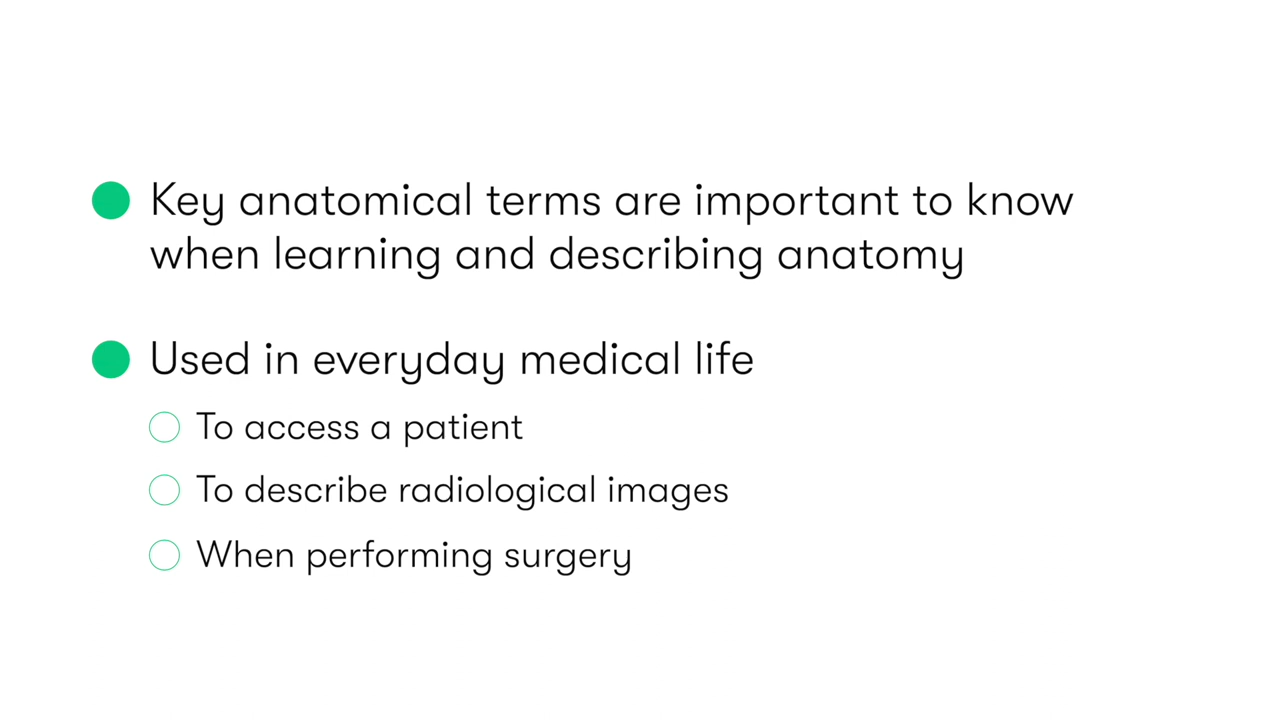 Key anatomical terms are important to know
when learning and describing anatomy
Used in everyday medical life
To access a patient
To describe radiological images
When performing surgery